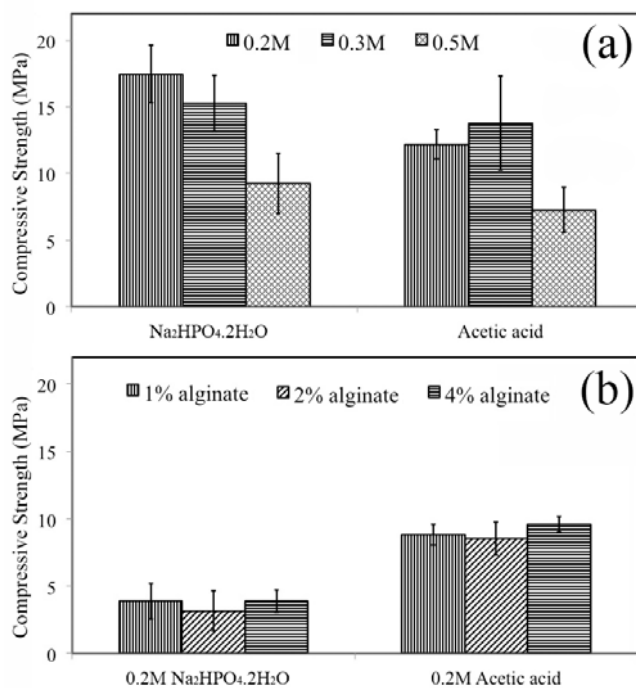 (a)
0.2M 0.3M 0.5M
Compressive Strength (MPa)
20
15
10
5
0
Na₂HPO₄.2H₂O Acetic acid
(b)
1% alginate 2% alginate 4% alginate
Compressive Strength (MPa)
20
15
10
5
0
0.2M Na₂HPO₄.2H₂O 0.2M Acetic acid